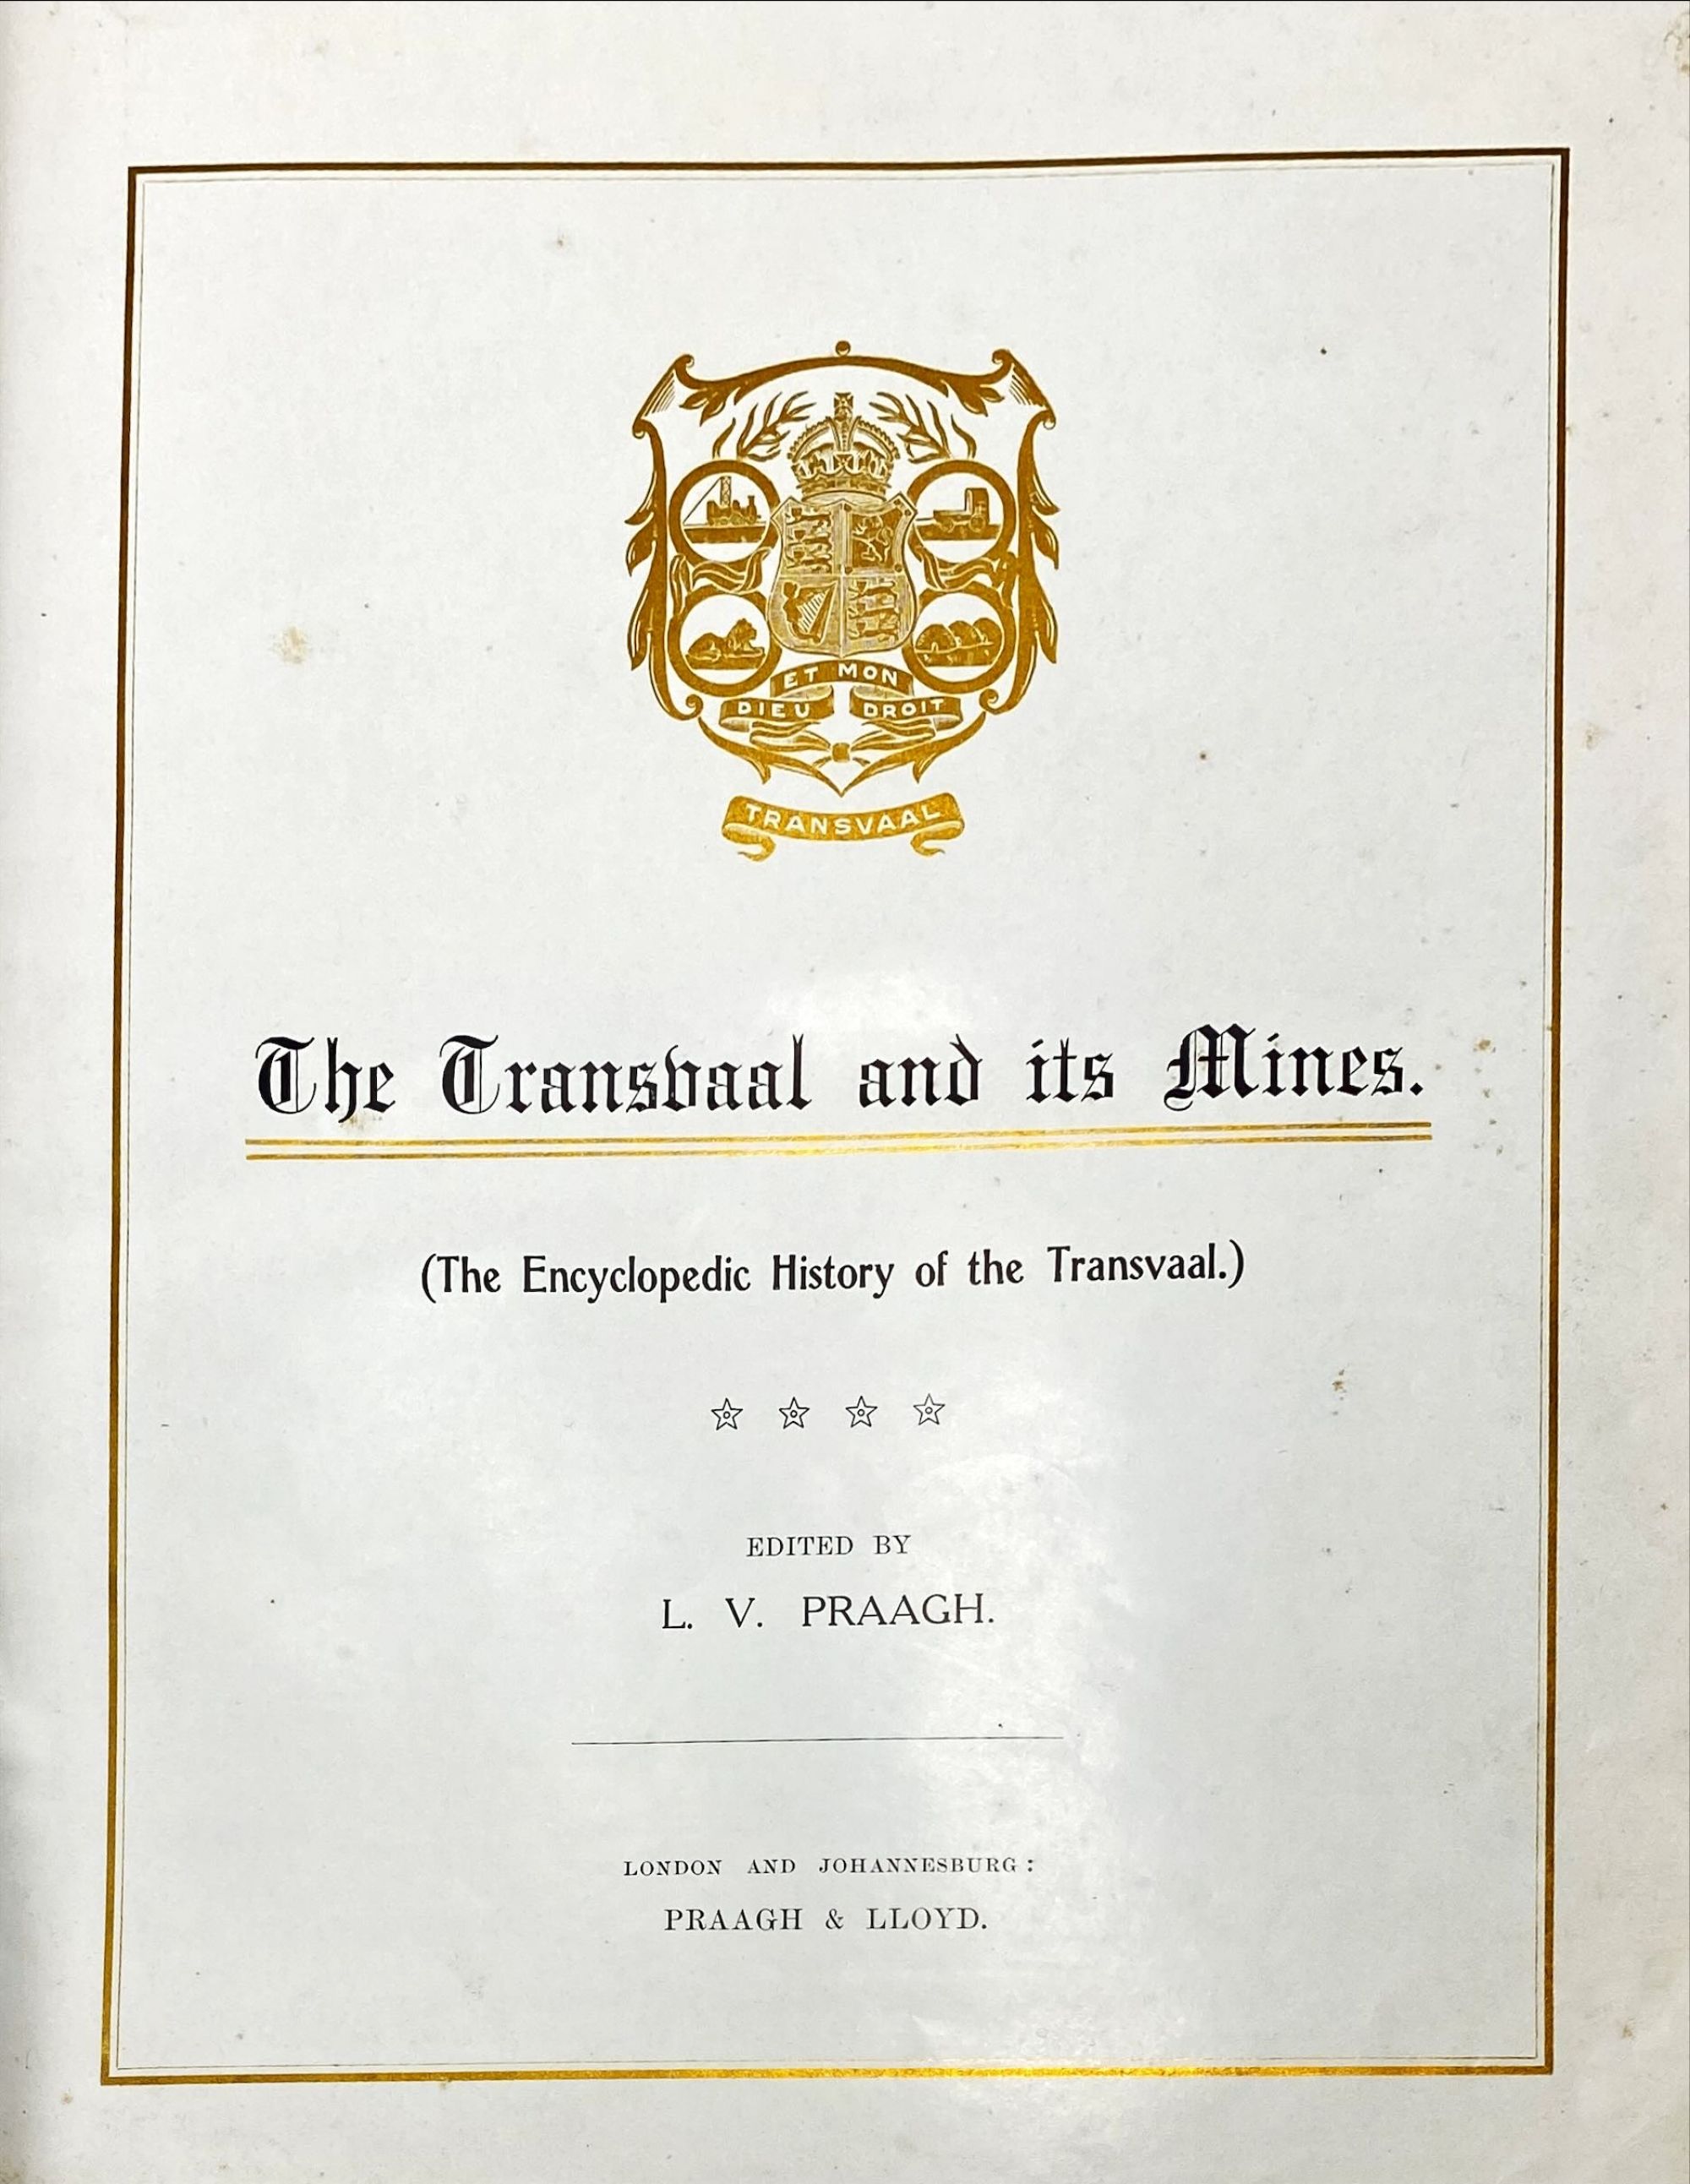 ET MON
DIEU DROIT
TRANSVAAL
The Transvaal and its Mines.
(The Encyclopedic History of the Transvaal.)
EDITED BY
L. V. PRAAGH.
LONDON AND JOHANNESBURG:
PRAAGH & LLOYD.